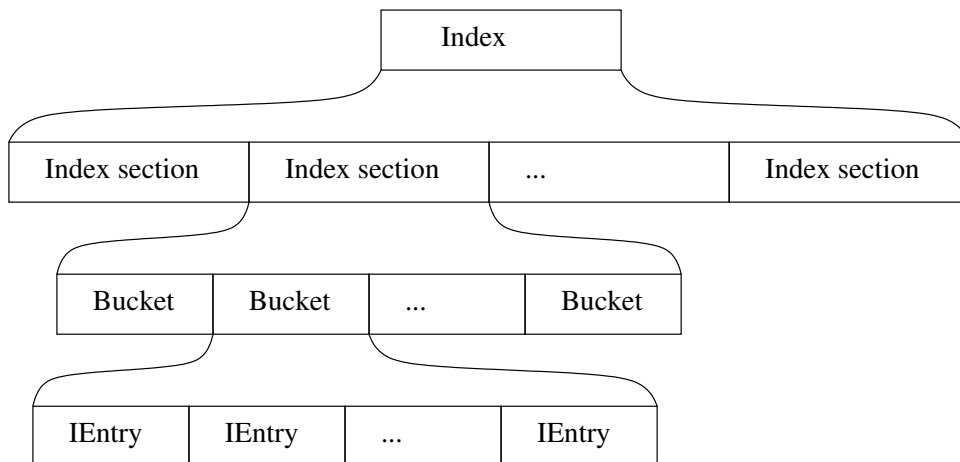 Index
Index section Index section ... Index section
Bucket Bucket ... Bucket
IEntry IEntry ... IEntry